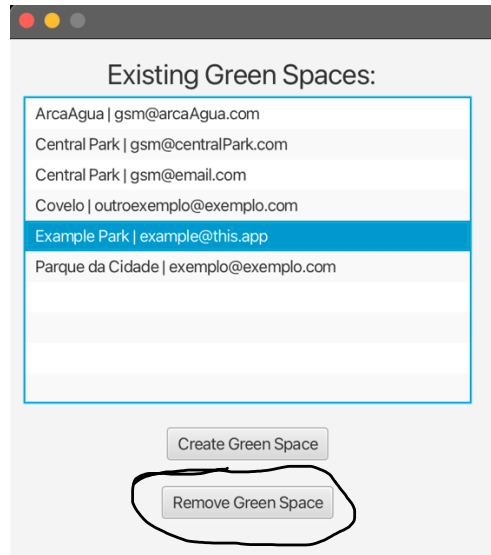 Existing Green Spaces:
ArcaAgua | gsm@arcaAgua.com
Central Park | gsm@centralPark.com
Central Park | gsm@email.com
Covelo | outroexemplo@exemplo.com
Example Park | example@this.app
Parque da Cidade | exemplo@exemplo.com
Create Green Space
Remove Green Space